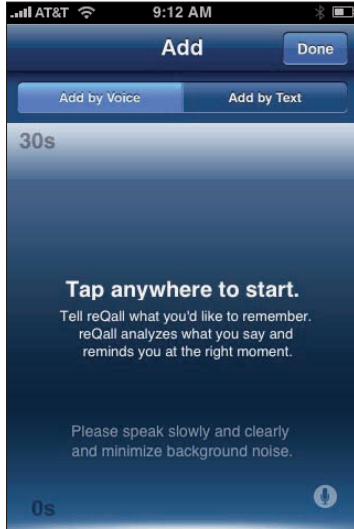 AT&T 9:12 AM
Add Done
Add by Voice Add by Text
30s
Tap anywhere to start.
Tell reQall what you'd like to remember.
reQall analyzes what you say and
reminds you at the right moment.
Please speak slowly and clearly
and minimize background noise.
0s